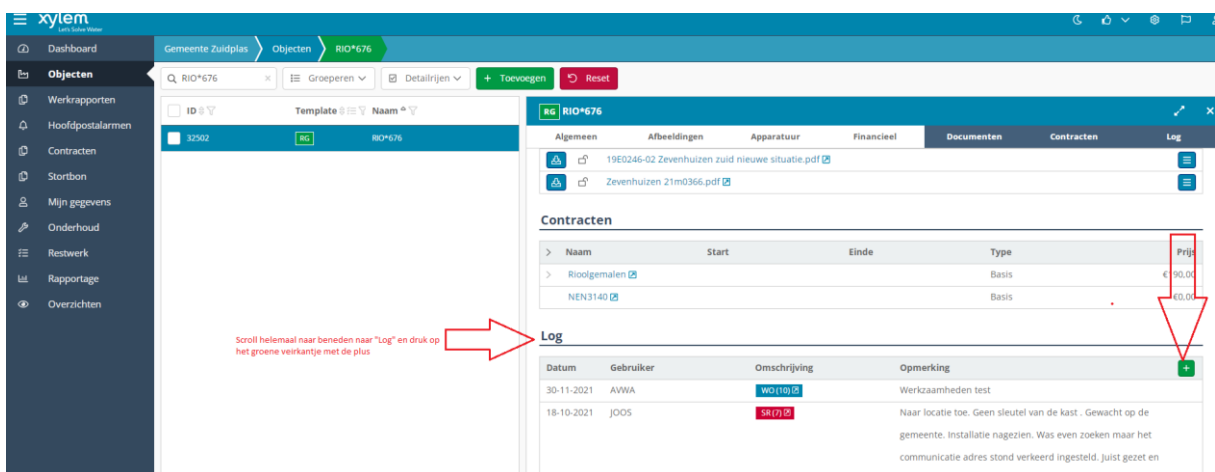 xylem
Let's Solve Water
Dashboard
Objecten
Werkrapporten
Hoofdpostalarmen
Contracten
Stortbon
Mijn gegevens
Onderhoud
Restwerk
Rapportage
Overzichten
Gemeente Zuidplas Objecten RIO*676
RIO*676 × Groeperen Detailrijen + Toevoegen Reset
ID Template Naam
32502 RG RIO*676
RG RIO*676
Algemeen Afbeeldingen Apparatuur Financieel Documenten Contracten Log
19E0246-02 Zevenhuizen zuid nieuwe situatie.pdf
Zevenhuizen 21m0366.pdf
Contracten
Naam Start Einde Type Prijs
Rioolgemalen Basis
NEN3140 Basis €0,00
Scroll helemaal naar beneden naar "Log" en druk op
het groene veirkantje met de plus
Log
Datum Gebruiker Omschrijving Opmerking +
30-11-2021 AVWA WO (10) Werkzaamheden test
18-10-2021 JOOS SR (7) Naar locatie toe. Geen sleutel van de kast . Gewacht op de
gemeente. Installatie nagezien. Was even zoeken maar het
communicatie adres stond verkeerd ingesteld. Juist gezet en